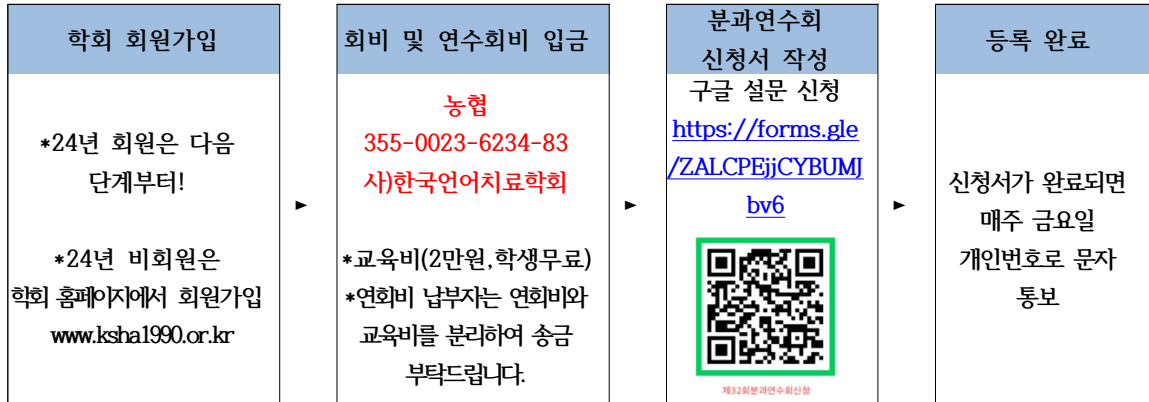 학회 회원가입
*24년 회원은 다음
단계부터!
*24년 비회원은
학회 홈페이지에서 회원가입
www.ksha1990.or.kr
►
회비 및 연수회비 입금
농협
355-0023-6234-83
사)한국언어치료학회
*교육비(2만원,학생무료)
*연회비 납부자는 연회비와
교육비를 분리하여 송금
부탁드립니다.
►
분과연수회
신청서 작성
구글 설문 신청
https://forms.gle
/ZALCPEjjCYBUMJ
bv6
제32회분과연수회신청
►
등록 완료
신청서가 완료되면
매주 금요일
개인번호로 문자
통보